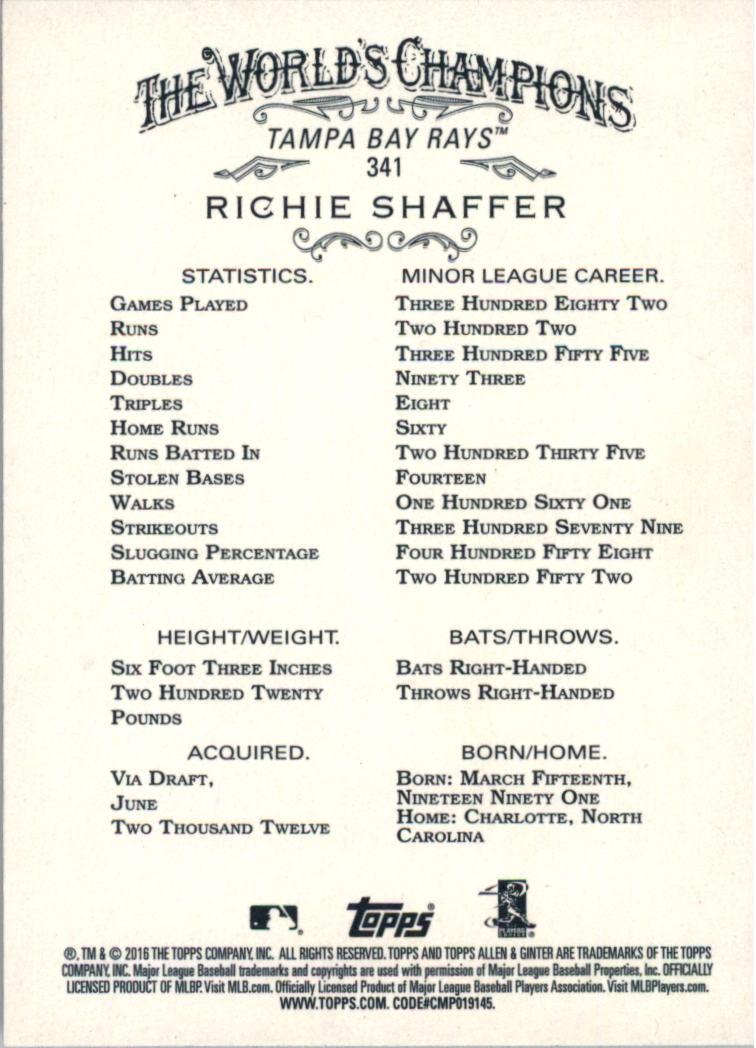 THE WORLD'S CHAMPIONS
TAMPA BAY RAYS™
341
RICHIE SHAFFER
STATISTICS. MINOR LEAGUE CAREER.
GAMES PLAYED THREE HUNDRED EIGHTY TWO
RUNS TWO HUNDRED TWO
HITS THREE HUNDRED FIFTY FIVE
DOUBLES NINETY THREE
TRIPLES EIGHT
HOME RUNS SIXTY
RUNS BATTED IN TWO HUNDRED THIRTY FIVE
STOLEN BASES FOURTEEN
WALKS ONE HUNDRED SIXTY ONE
STRIKEOUTS THREE HUNDRED SEVENTY NINE
SLUGGING PERCENTAGE FOUR HUNDRED FIFTY EIGHT
BATTING AVERAGE TWO HUNDRED FIFTY TWO
HEIGHT/WEIGHT.
SIX FOOT THREE INCHES
TWO HUNDRED TWENTY
POUNDS
BATS/THROWS.
BATS RIGHT-HANDED
THROWS RIGHT-HANDED
ACQUIRED.
VIA DRAFT,
JUNE
TWO THOUSAND TWELVE
BORN/HOME.
BORN: MARCH FIFTEENTH,
NINETEEN NINETY ONE
HOME: CHARLOTTE, NORTH
CAROLINA
topps®
PLAYERS
CHOICE®
®, TM & © 2016 THE TOPPS COMPANY, INC. ALL RIGHTS RESERVED. TOPPS AND TOPPS ALLEN & GINTER ARE TRADEMARKS OF THE TOPPS
COMPANY, INC. Major League Baseball trademarks and copyrights are used with permission of Major League Baseball Properties, Inc. OFFICIALLY
LICENSED PRODUCT OF MLBP. Visit MLB.com. Officially Licensed Product of Major League Baseball Players Association. Visit MLBPlayers.com.
WWW.TOPPS.COM. CODE#CMP019145.